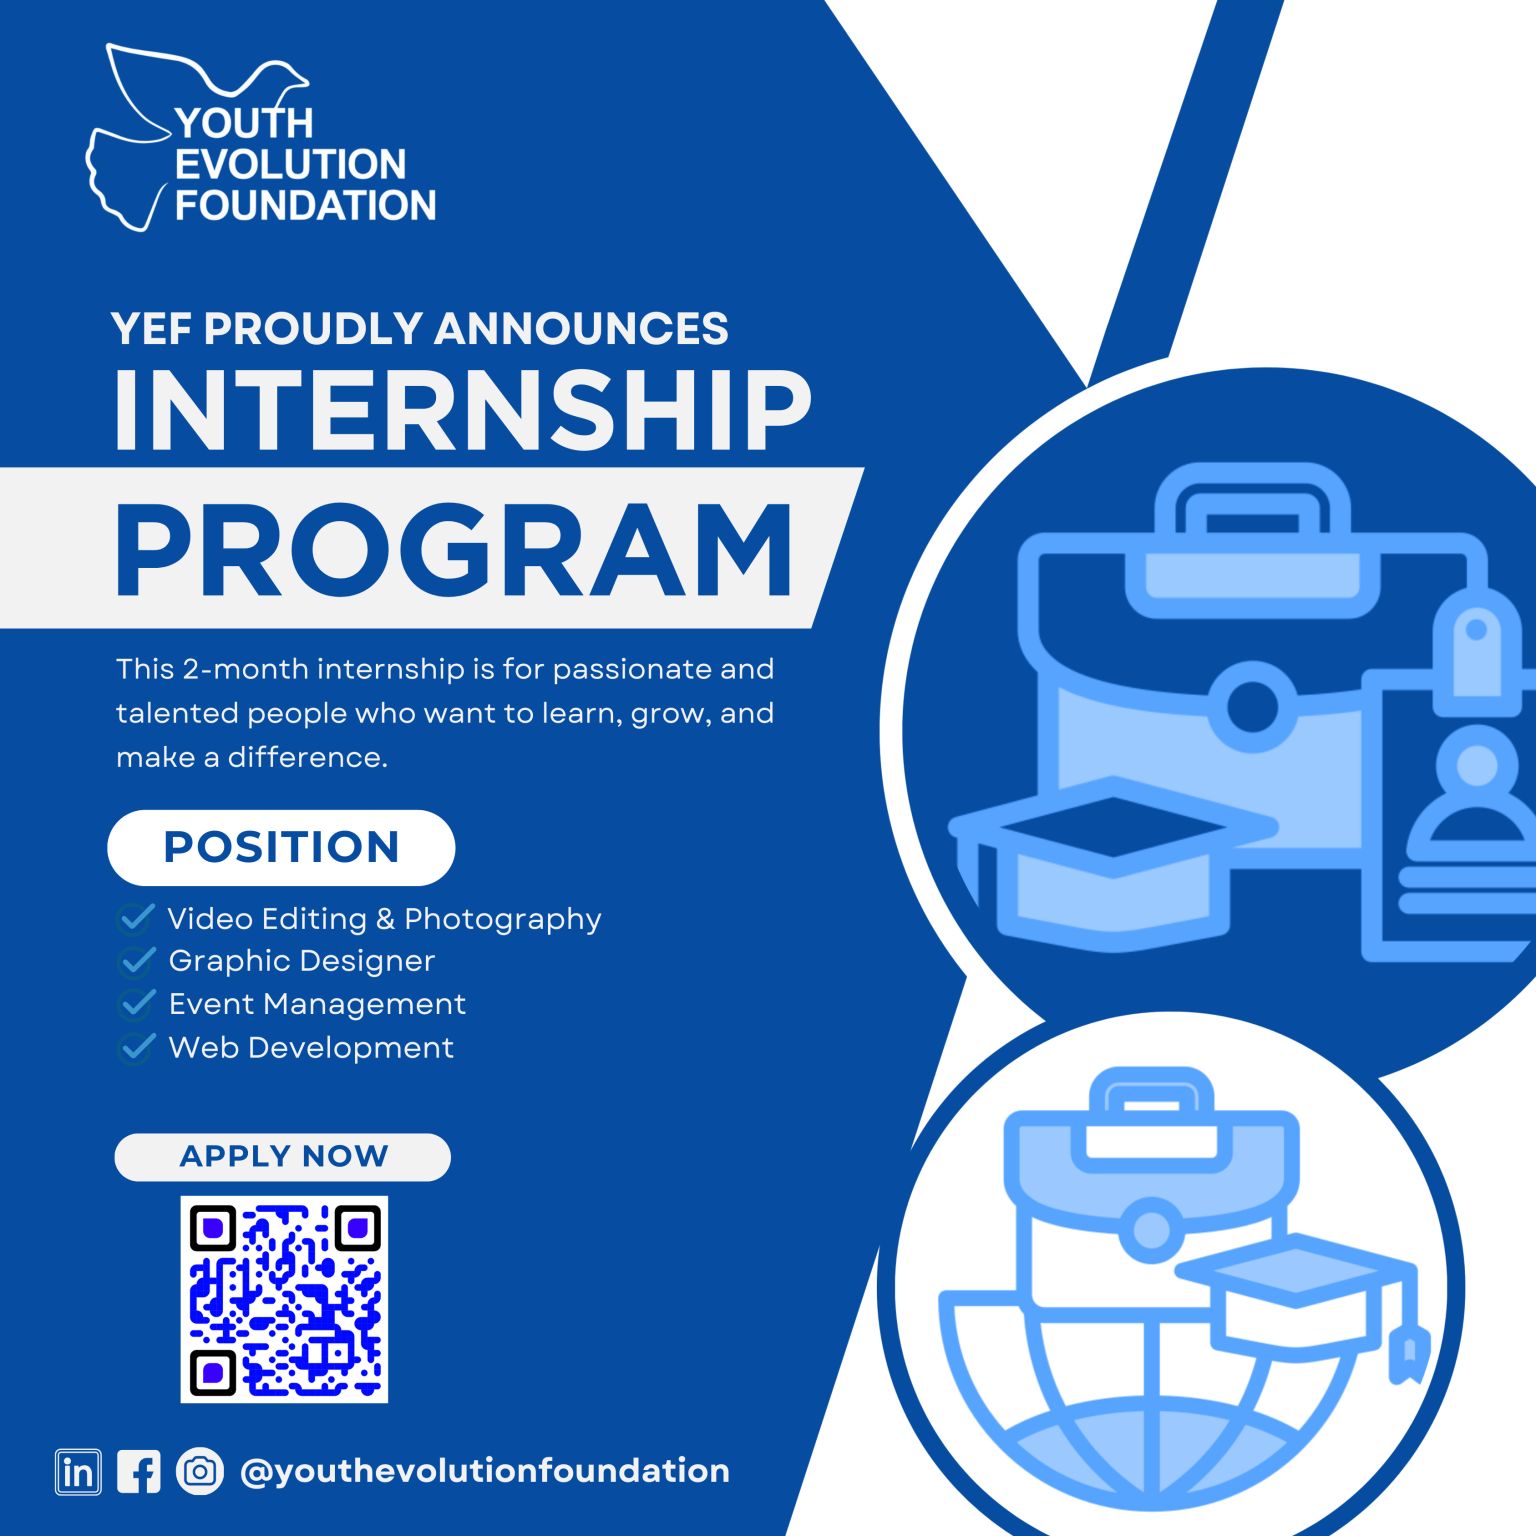 YOUTH
EVOLUTION
FOUNDATION
YEF PROUDLY ANNOUNCES
INTERNSHIP
PROGRAM
This 2-month internship is for passionate and
talented people who want to learn, grow, and
make a difference.
POSITION
Video Editing & Photography
Graphic Designer
Event Management
Web Development
APPLY NOW
in f @youthevolutionfoundation